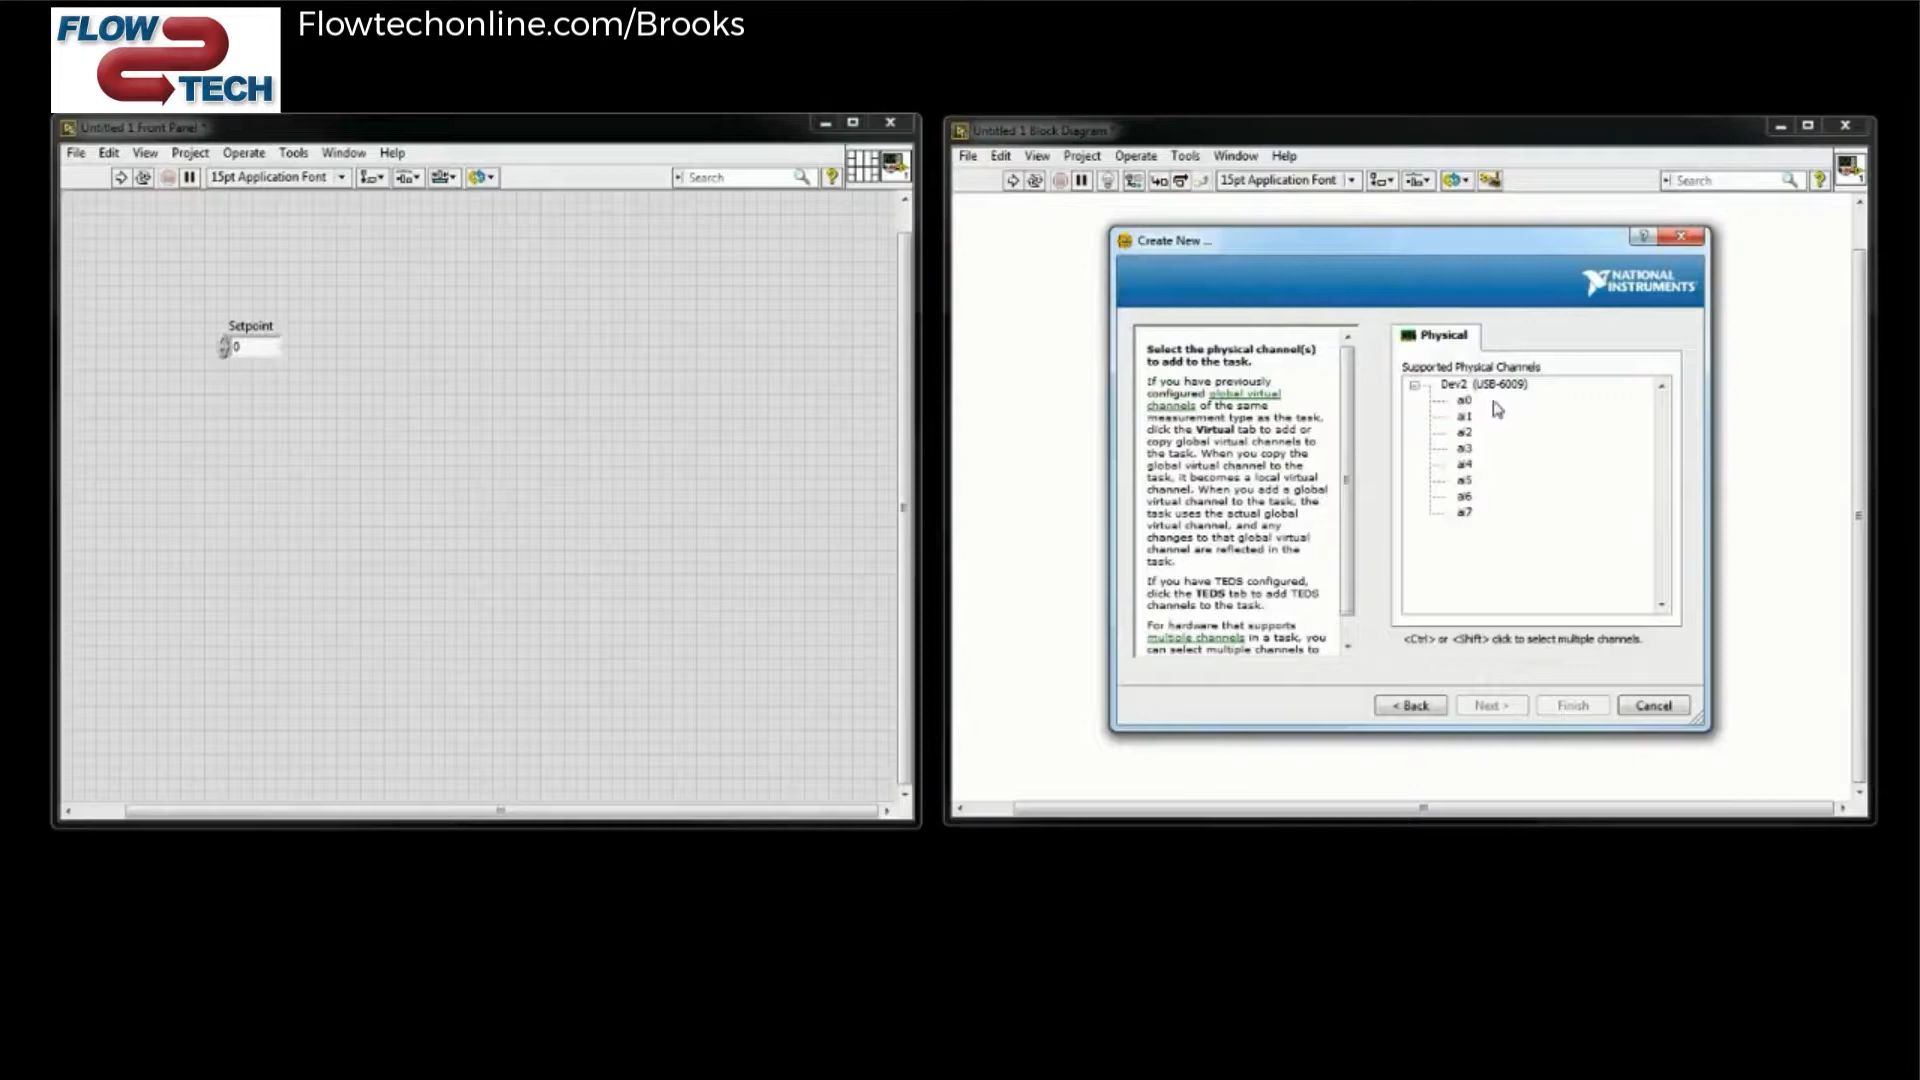 FLOW
TECH
Flowtechonline.com/Brooks
Untitled 1 Front Panel *
File Edit View Project Operate Tools Window Help
15pt Application Font
Search
Setpoint
0
Untitled 1 Block Diagram *
File Edit View Project Operate Tools Window Help
15pt Application Font
Search
Create New ...
NATIONAL
INSTRUMENTS
Select the physical channel(s)
to add to the task.
If you have previously
configured global virtual
channels of the same
measurement type as the task,
click the Virtual tab to add or
copy global virtual channels to
the task. When you copy the
global virtual channel to the
task, it becomes a local virtual
channel. When you add a global
virtual channel to the task, the
task uses the actual global
virtual channel, and any
changes to that global virtual
channel are reflected in the
task.
If you have TEDS configured,
click the TEDS tab to add TEDS
channels to the task.
For hardware that supports
multiple channels in a task, you
can select multiple channels to
Physical
Supported Physical Channels
Dev2 (USB-6009)
ai0
ai1
ai2
ai3
ai4
ai5
ai6
ai7
<Ctrl> or <Shift> click to select multiple channels.
< Back
Next >
Finish
Cancel